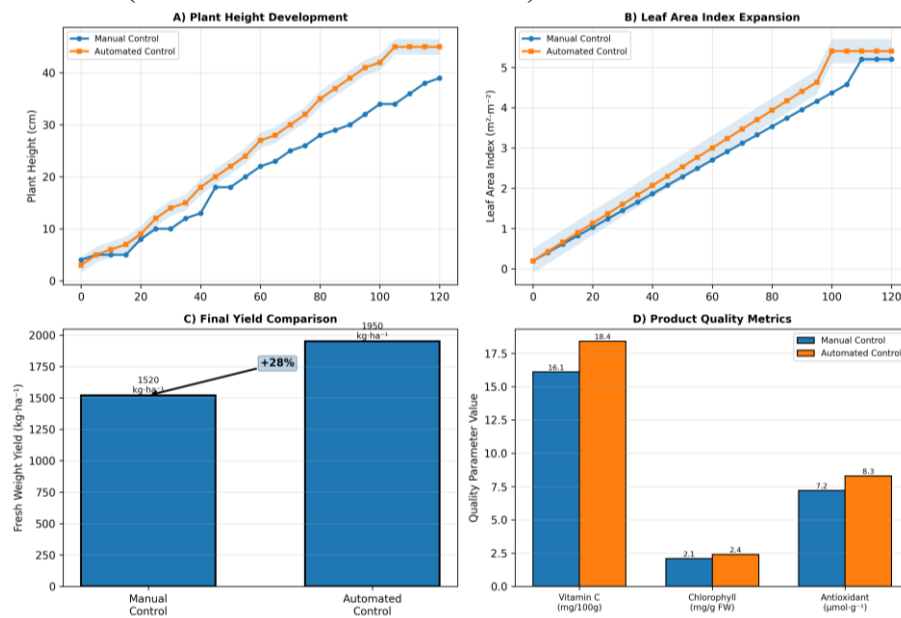 A) Plant Height Development
Manual Control
Automated Control
Plant Height (cm)
40
30
20
10
0
0 20 40 60 80 100 120
B) Leaf Area Index Expansion
Manual Control
Automated Control
Leaf Area Index (m²·m⁻²)
5
4
3
2
1
0
0 20 40 60 80 100 120
C) Final Yield Comparison
Fresh Weight Yield (kg·ha⁻¹)
2000
1750
1500
1250
1000
750
500
250
0
1520
kg·ha⁻¹
+28%
1950
kg·ha⁻¹
Manual
Control
Automated
Control
D) Product Quality Metrics
Manual Control
Automated Control
Quality Parameter Value
17.5
15.0
12.5
10.0
7.5
5.0
2.5
0.0
16.1
18.4
2.1
2.4
7.2
8.3
Vitamin C
(mg/100g)
Chlorophyll
(mg/g FW)
Antioxidant
(μmol·g⁻¹)